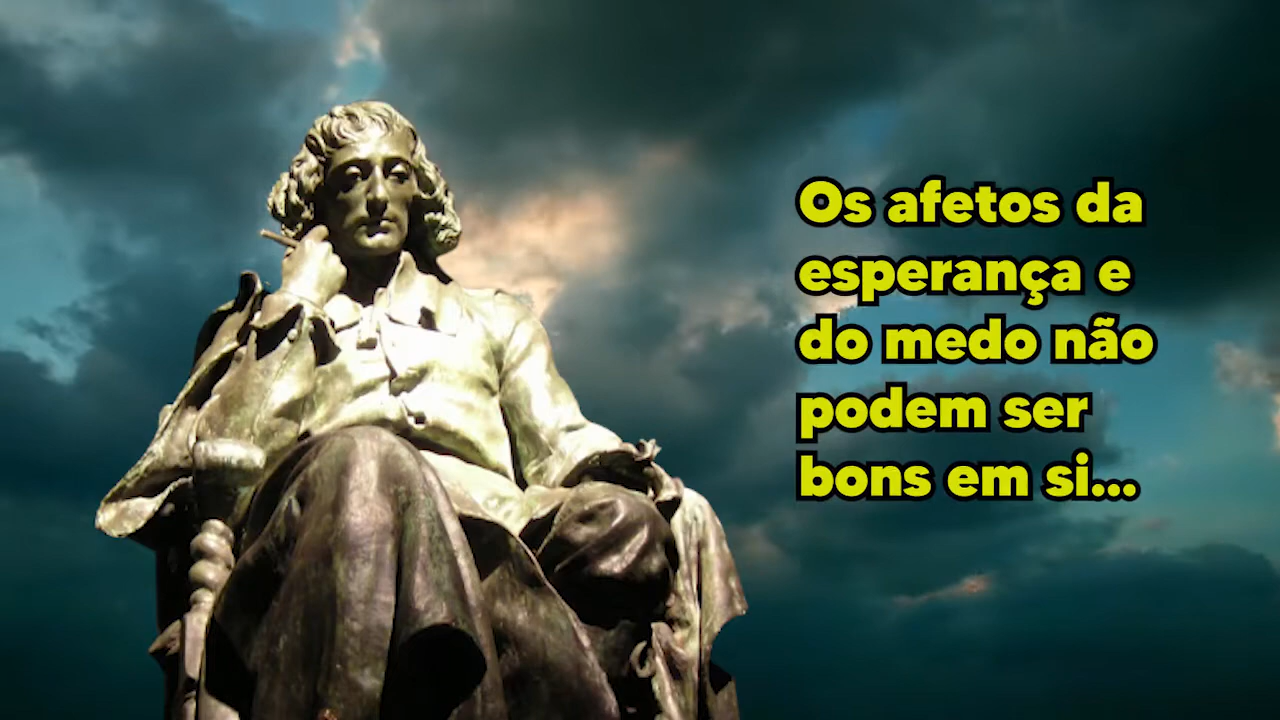 Os afetos da
esperança e
do medo não
podem ser
bons em si...